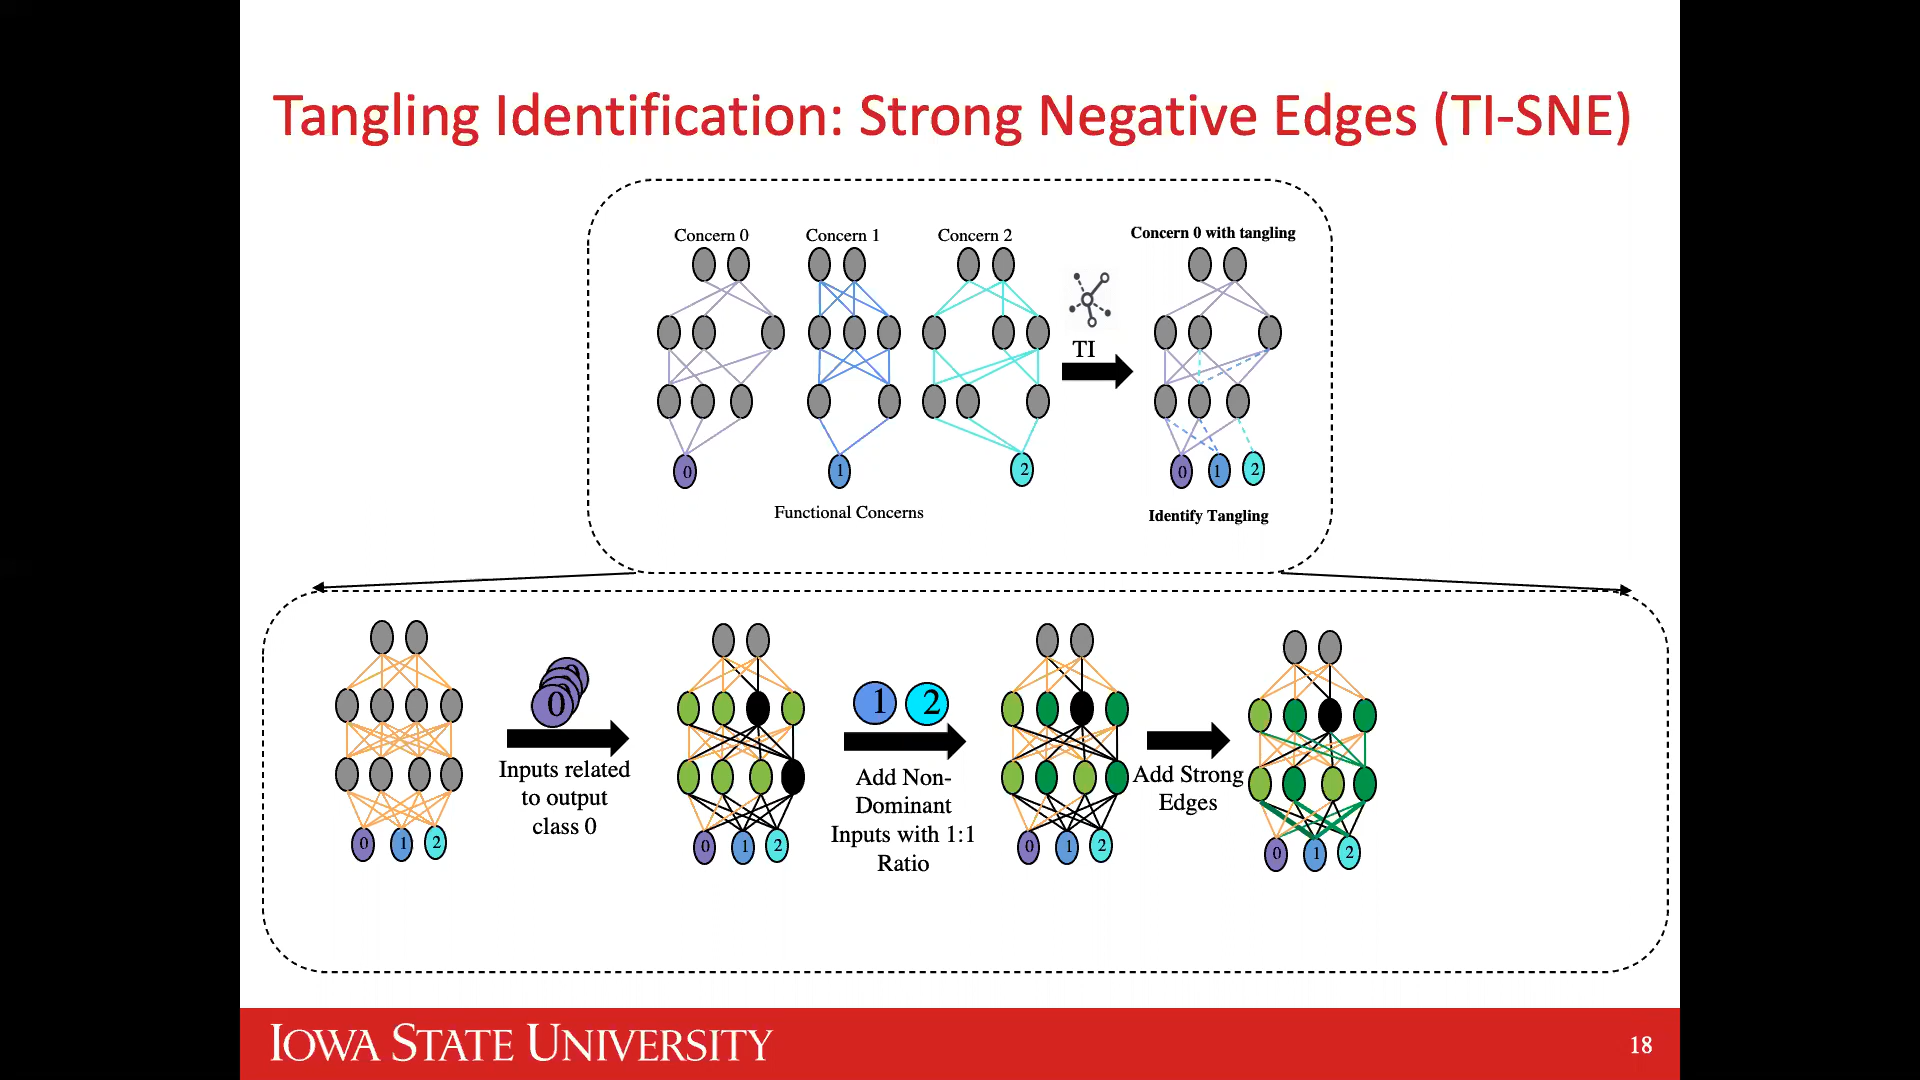 Tangling Identification: Strong Negative Edges (TI-SNE)
Concern 0
Concern 1
Concern 2
Concern 0 with tangling
TI
0
1
2
0
1
2
Functional Concerns
Identify Tangling
0
1
2
0
Inputs related
to output
class 0
0
1
2
1
2
Add Non-
Dominant
Inputs with 1:1
Ratio
0
1
2
Add Strong
Edges
0
1
2
IOWA STATE UNIVERSITY
18